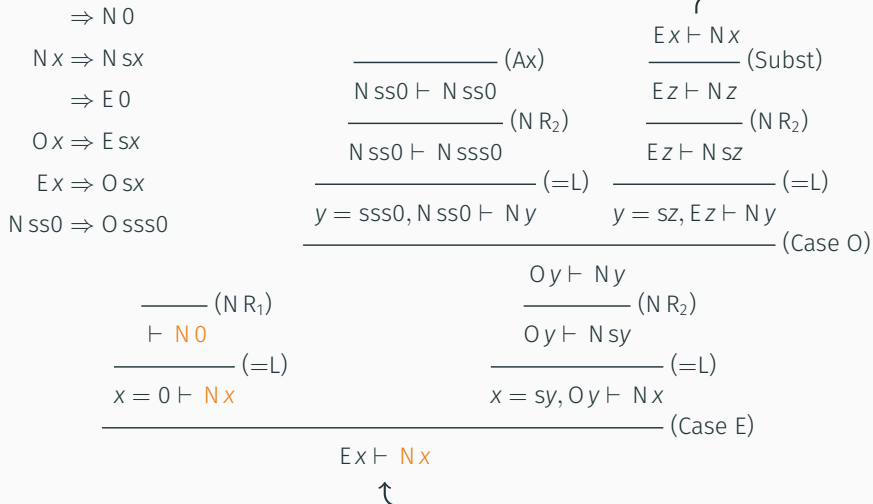 ⇒ N 0
N x ⇒ N sx
⇒ E 0
O x ⇒ E sx
E x ⇒ O sx
N ss0 ⇒ O sss0
E x ⊢ N x
(Ax)
(Subst)
N ss0 ⊢ N ss0
E z ⊢ N z
(N R₂)
(N R₂)
N ss0 ⊢ N sss0
E z ⊢ N sz
(=L)
(=L)
y = sss0, N ss0 ⊢ N y
y = sz, E z ⊢ N y
(Case O)
O y ⊢ N y
(N R₁)
(N R₂)
⊢ N 0
O y ⊢ N sy
(=L)
(=L)
x = 0 ⊢ N x
x = sy, O y ⊢ N x
(Case E)
E x ⊢ N x